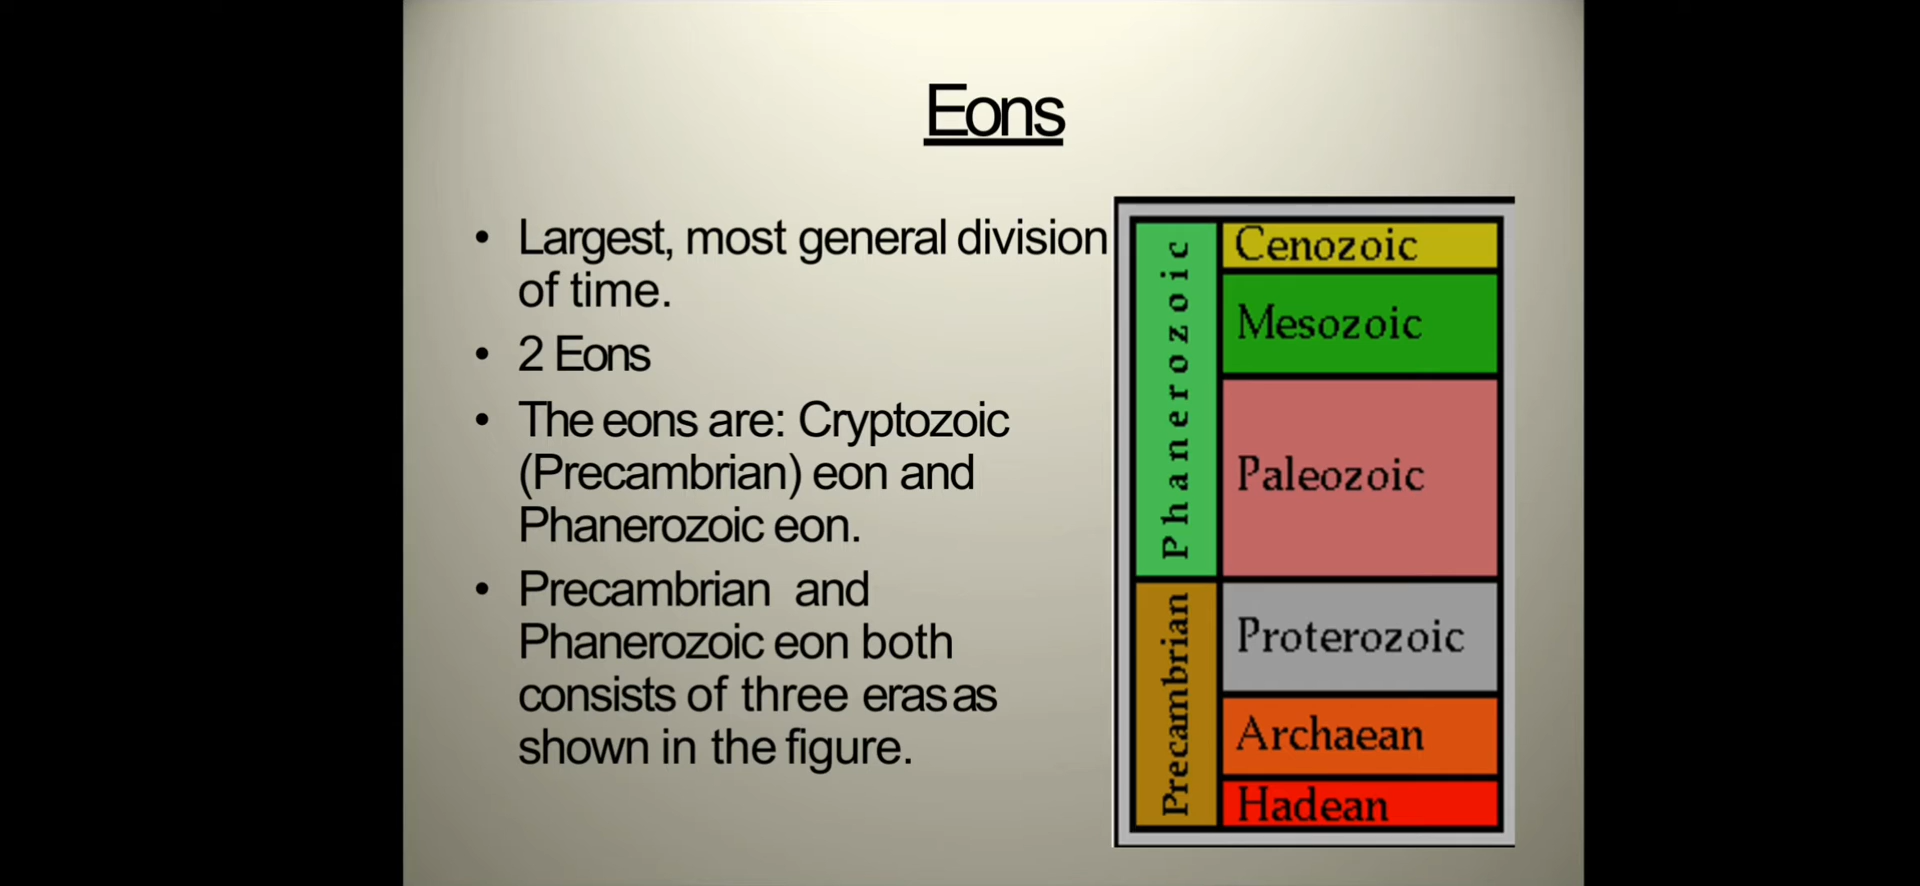 Eons
• Largest, most general division
of time.
• 2 Eons
• The eons are: Cryptozoic
(Precambrian) eon and
Phanerozoic eon.
• Precambrian and
Phanerozoic eon both
consists of three eras as
shown in the figure.
Phanerozoic
Cenozoic
Mesozoic
Paleozoic
Precambrian
Proterozoic
Archaean
Hadean